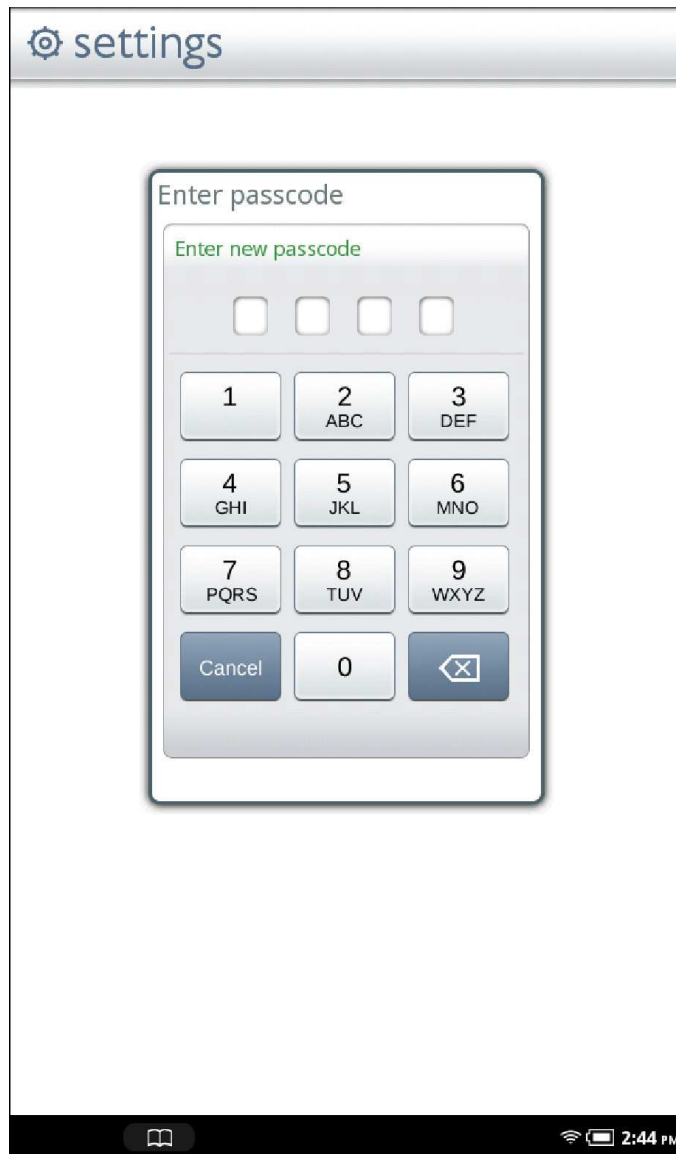 settings
Enter passcode
Enter new passcode
1 2 3
ABC DEF
4 5 6
GHI JKL MNO
7 8 9
PQRS TUV WXYZ
Cancel 0
2:44 PM